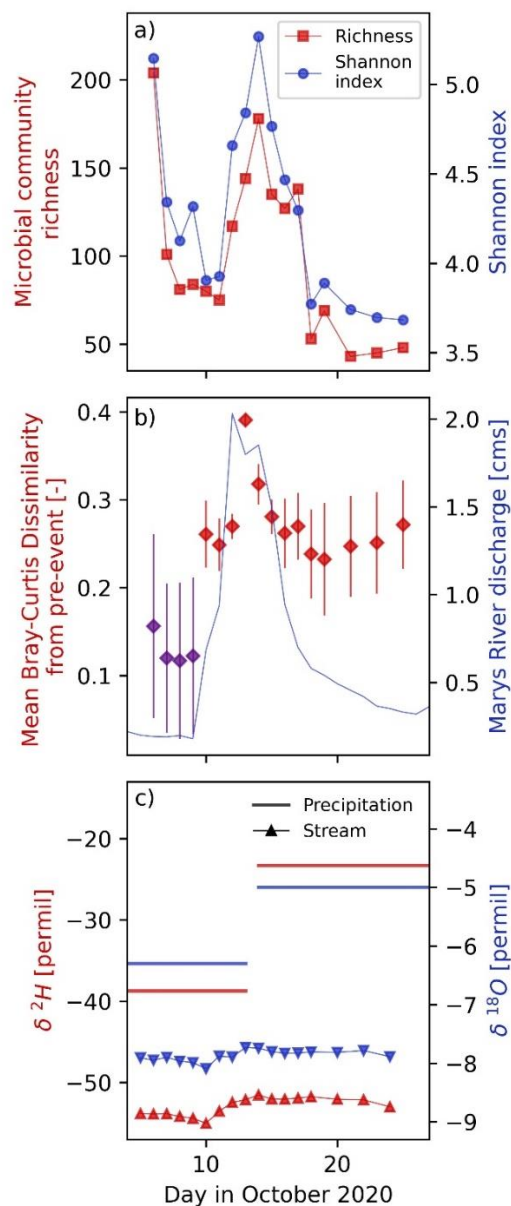 a)
Richness
Shannon
index
Microbial community
richness
200
150
100
50
5.0
4.5
4.0
3.5
Shannon index
b)
Mean Bray-Curtis Dissimilarity
from pre-event [-]
0.4
0.3
0.2
0.1
2.0
1.5
1.0
0.5
Marys River discharge [cms]
c)
Precipitation
Stream
δ ²H [permil]
−20
−30
−40
−50
−4
−5
−6
−7
−8
−9
δ ¹⁸O [permil]
10
20
Day in October 2020